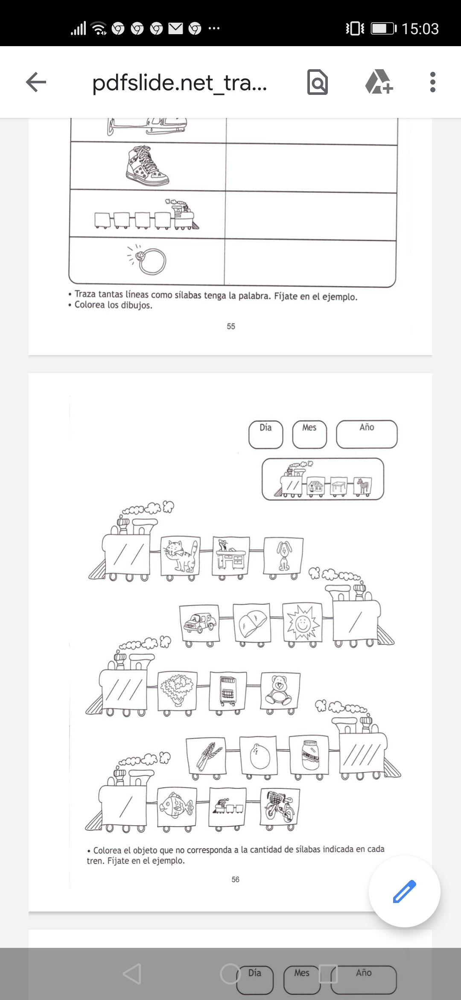 15:03
pdfslide.net_tra...
• Traza tantas líneas como sílabas tenga la palabra. Fíjate en el ejemplo.
• Colorea los dibujos.
55
Día Mes Año
• Colorea el objeto que no corresponda a la cantidad de sílabas indicada en cada
tren. Fíjate en el ejemplo.
56
Día Mes Año